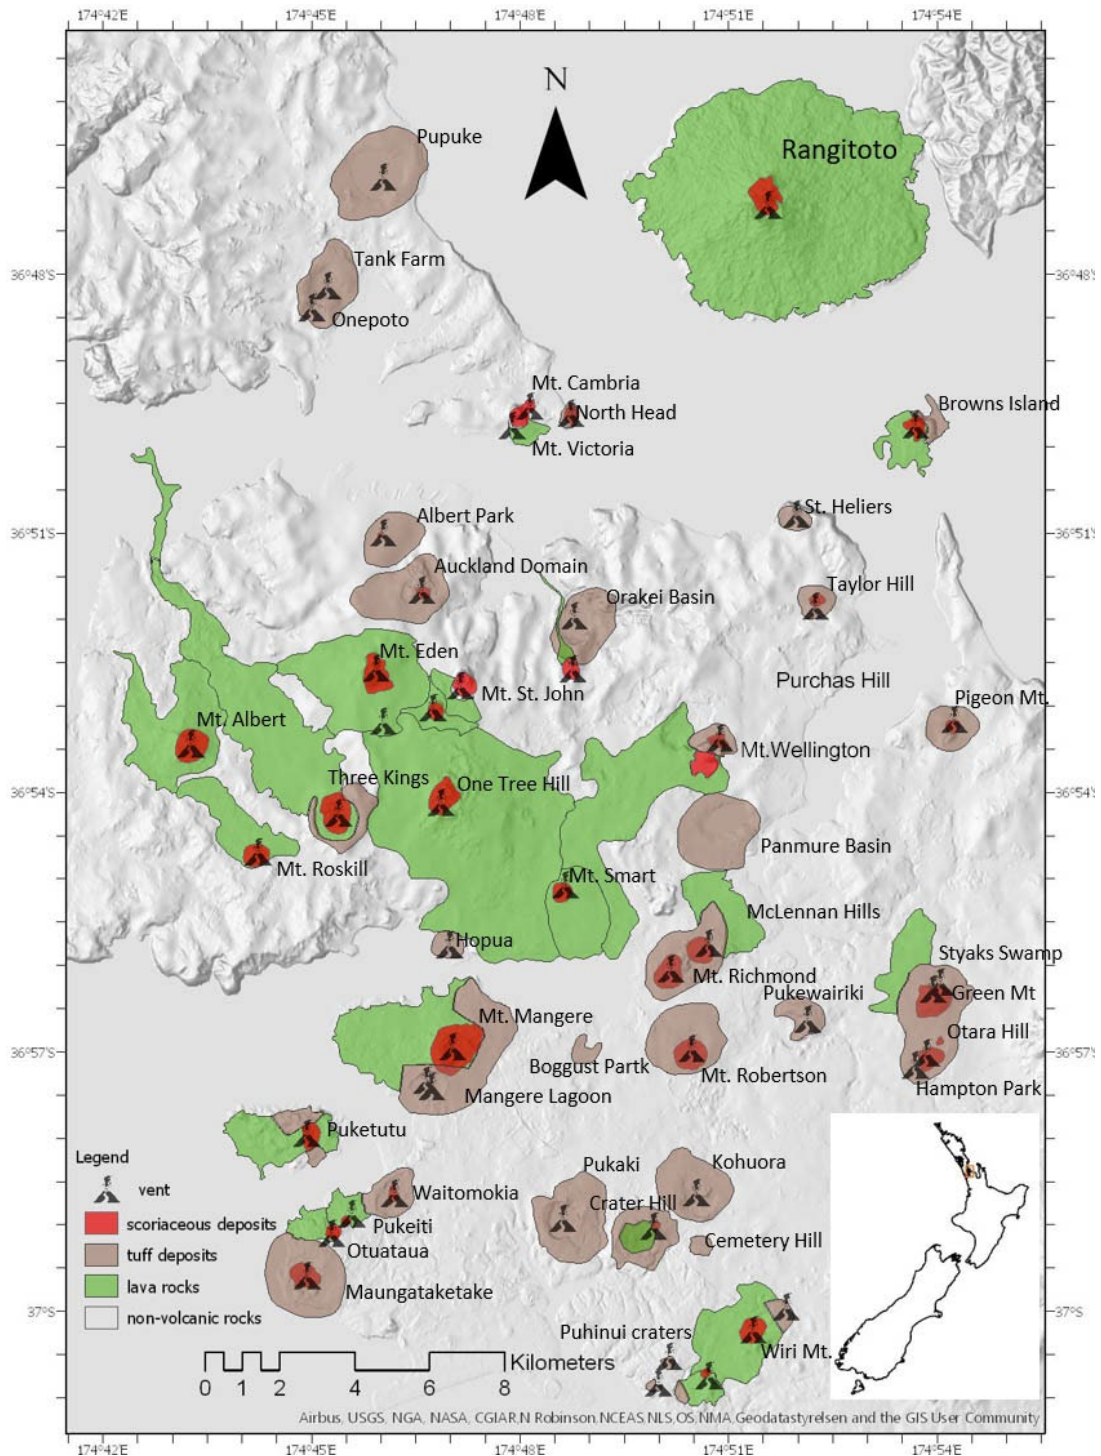 174°42'E
174°45'E
174°48'E
174°51'E
174°54'E
N
Pupuke
Rangitoto
Tank Farm
36°48'S
36°48'S
Onepoto
Mt. Cambria
North Head
Browns Island
Mt. Victoria
St. Heliers
Albert Park
36°51'S
36°51'S
Auckland Domain
Taylor Hill
Orakei Basin
Mt. Eden
Purchas Hill
Mt. St. John
Pigeon Mt.
Mt. Albert
Mt.Wellington
Three Kings
One Tree Hill
36°54'S
36°54'S
Panmure Basin
Mt. Roskill
Mt. Smart
McLennan Hills
Hopua
Styaks Swamp
Mt. Richmond
Green Mt
Pukewairiki
Mt. Mangere
Otara Hill
36°57'S
36°57'S
Boggust Partk
Mt. Robertson
Hampton Park
Mangere Lagoon
Puketutu
Legend
vent
scoriaceous deposits
tuff deposits
lava rocks
non-volcanic rocks
Pukaki
Kohuora
Waitomokia
Crater Hill
Pukeiti
Cemetery Hill
Otuataua
Maungataketake
37°S
37°S
Puhinui craters
Wiri Mt.
Kilometers
0 1 2 4 6 8
Airbus, USGS, NGA, NASA, CGIAR,N Robinson,NCEAS,NLS,OS,NMA,Geodatastyrelsen and the GIS User Community
174°42'E
174°45'E
174°48'E
174°51'E
174°54'E